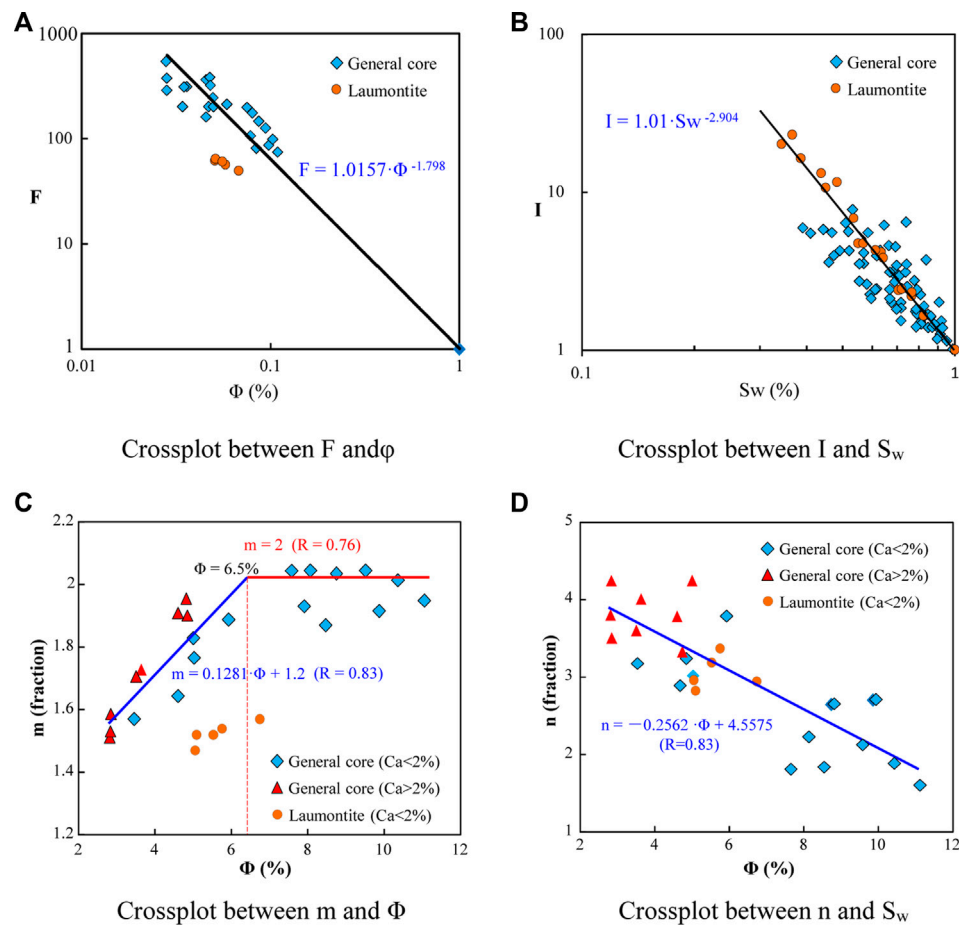 A
1000
100
10
1
F
0.01
0.1
1
Φ (%)
General core
Laumontite
F = 1.0157·Φ -1.798
Crossplot between F andφ
B
100
10
1
I
0.1
1
Sw (%)
General core
Laumontite
I = 1.01·Sw -2.904
Crossplot between I and Sw
C
2.2
2.0
1.8
1.6
1.4
1.2
m (fraction)
2
4
6
8
10
12
Φ (%)
m = 2 (R = 0.76)
Φ = 6.5%
m = 0.1281·Φ + 1.2 (R = 0.83)
General core (Ca<2%)
General core (Ca>2%)
Laumontite (Ca<2%)
Crossplot between m and Φ
D
5
4
3
2
1
n (fraction)
2
4
6
8
10
12
Φ (%)
General core (Ca<2%)
General core (Ca>2%)
Laumontite (Ca<2%)
n = −0.2562 ·Φ + 4.5575
(R=0.83)
Crossplot between n and Sw